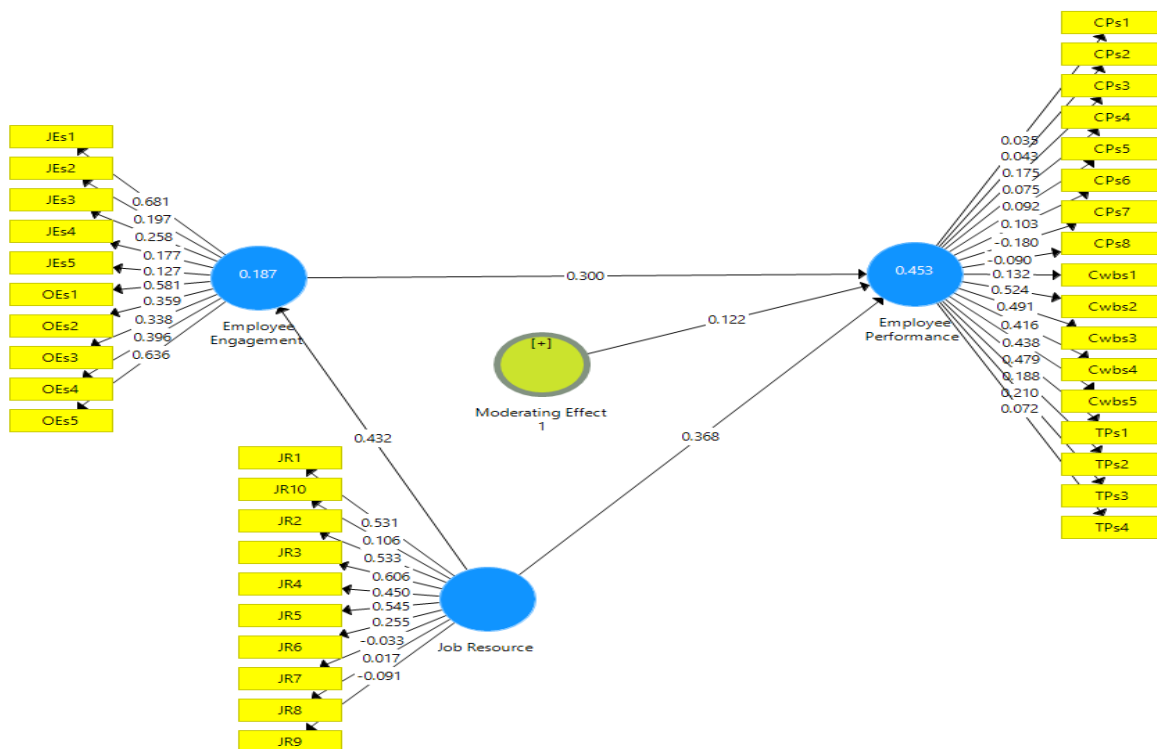 CPs1
CPs2
CPs3
CPs4
CPs5
CPs6
CPs7
CPs8
Cwbs1
Cwbs2
Cwbs3
Cwbs4
Cwbs5
TPs1
TPs2
TPs3
TPs4
0.035
0.043
0.175
0.075
0.092
0.103
-0.180
-0.090
0.132
0.524
0.491
0.416
0.438
0.479
0.188
0.210
0.072
0.453
Employee
Performance
JEs1
JEs2
JEs3
JEs4
JEs5
OEs1
OEs2
OEs3
OEs4
OEs5
0.681
0.197
0.258
0.177
0.127
0.581
0.359
0.338
0.396
0.636
0.187
Employee
Engagement
0.300
[+]
Moderating Effect
1
0.122
0.432
0.368
JR1
JR10
JR2
JR3
JR4
JR5
JR6
JR7
JR8
JR9
0.531
0.106
0.533
0.606
0.450
0.545
0.255
-0.033
0.017
-0.091
Job Resource